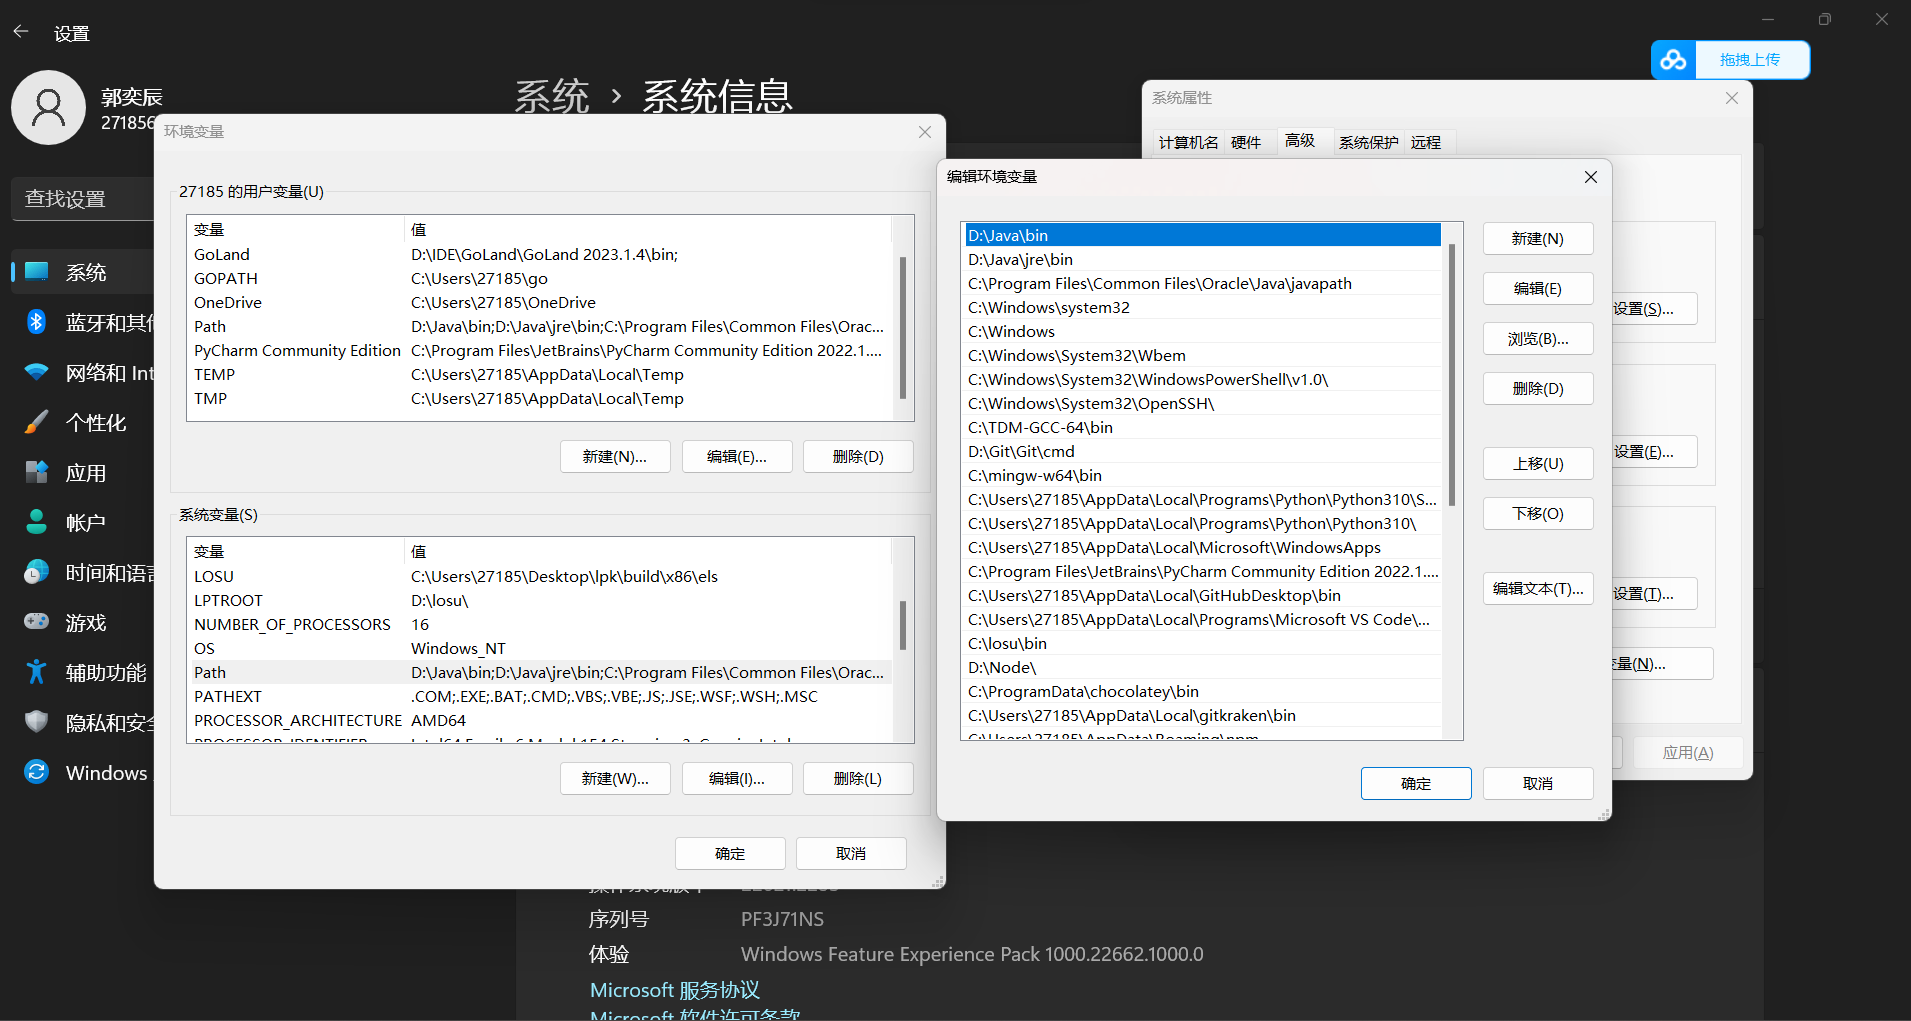 设置
拖拽上传
郭奕辰
系统 › 系统信息
查找设置
系统
蓝牙和其
网络和 Int
个性化
应用
帐户
时间和语
游戏
辅助功能
隐私和安
Windows
环境变量
27185 的用户变量(U)
变量 值
GoLand D:\IDE\GoLand\GoLand 2023.1.4\bin;
GOPATH C:\Users\27185\go
OneDrive C:\Users\27185\OneDrive
Path D:\Java\bin;D:\Java\jre\bin;C:\Program Files\Common Files\Orac...
PyCharm Community Edition C:\Program Files\JetBrains\PyCharm Community Edition 2022.1....
TEMP C:\Users\27185\AppData\Local\Temp
TMP C:\Users\27185\AppData\Local\Temp
新建(N)... 编辑(E)... 删除(D)
系统变量(S)
变量 值
LOSU C:\Users\27185\Desktop\lpk\build\x86\els
LPTROOT D:\losu\
NUMBER_OF_PROCESSORS 16
OS Windows_NT
Path D:\Java\bin;D:\Java\jre\bin;C:\Program Files\Common Files\Orac...
PATHEXT .COM;.EXE;.BAT;.CMD;.VBS;.VBE;.JS;.JSE;.WSF;.WSH;.MSC
PROCESSOR_ARCHITECTURE AMD64
新建(W)... 编辑(I)... 删除(L)
确定 取消
系统属性
计算机名 硬件 高级 系统保护 远程
设置(S)...
设置(E)...
设置(T)...
变量(N)...
应用(A)
编辑环境变量
D:\Java\bin
D:\Java\jre\bin
C:\Program Files\Common Files\Oracle\Java\javapath
C:\Windows\system32
C:\Windows
C:\Windows\System32\Wbem
C:\Windows\System32\WindowsPowerShell\v1.0\
C:\Windows\System32\OpenSSH\
C:\TDM-GCC-64\bin
D:\Git\Git\cmd
C:\mingw-w64\bin
C:\Users\27185\AppData\Local\Programs\Python\Python310\S...
C:\Users\27185\AppData\Local\Programs\Python\Python310\
C:\Users\27185\AppData\Local\Microsoft\WindowsApps
C:\Program Files\JetBrains\PyCharm Community Edition 2022.1....
C:\Users\27185\AppData\Local\GitHubDesktop\bin
C:\Users\27185\AppData\Local\Programs\Microsoft VS Code\...
C:\losu\bin
D:\Node\
C:\ProgramData\chocolatey\bin
C:\Users\27185\AppData\Local\gitkraken\bin
C:\Users\27185\AppData\Roaming\npm
新建(N)
编辑(E)
浏览(B)...
删除(D)
上移(U)
下移(O)
编辑文本(T)...
确定 取消
序列号 PF3J71NS
体验 Windows Feature Experience Pack 1000.22662.1000.0
Microsoft 服务协议
Microsoft 软件许可条款